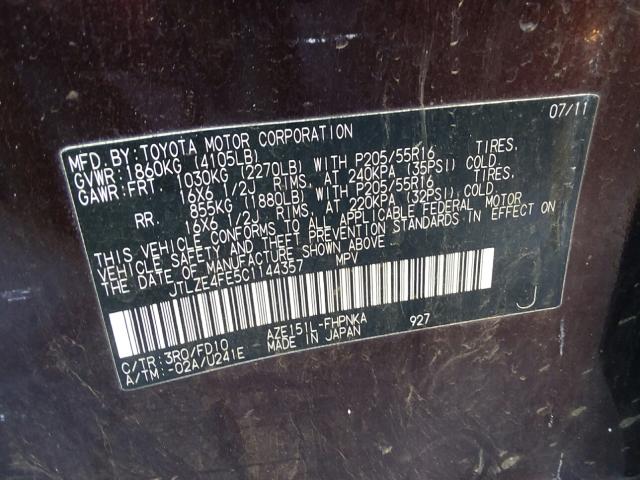 MFD. BY: TOYOTA MOTOR CORPORATION 07/11
GVWR: 1860KG (4105LB)
GAWR: FRT 1030KG (2270LB) WITH P205/55R16 TIRES,
16X6 1/2J RIMS, AT 240KPA (35PSI) COLD.
RR. 855KG (1880LB) WITH P205/55R16 TIRES,
16X6 1/2J RIMS, AT 220KPA (32PSI) COLD.
THIS VEHICLE CONFORMS TO ALL APPLICABLE FEDERAL MOTOR
VEHICLE SAFETY AND THEFT PREVENTION STANDARDS IN EFFECT ON
THE DATE OF MANUFACTURE SHOWN ABOVE.
JTLZE4FE5C1144357 MPV
C/TR: 3R0/FD10 AZE151L-FHPNKA 927 J
A/TM: -02A/U241E MADE IN JAPAN